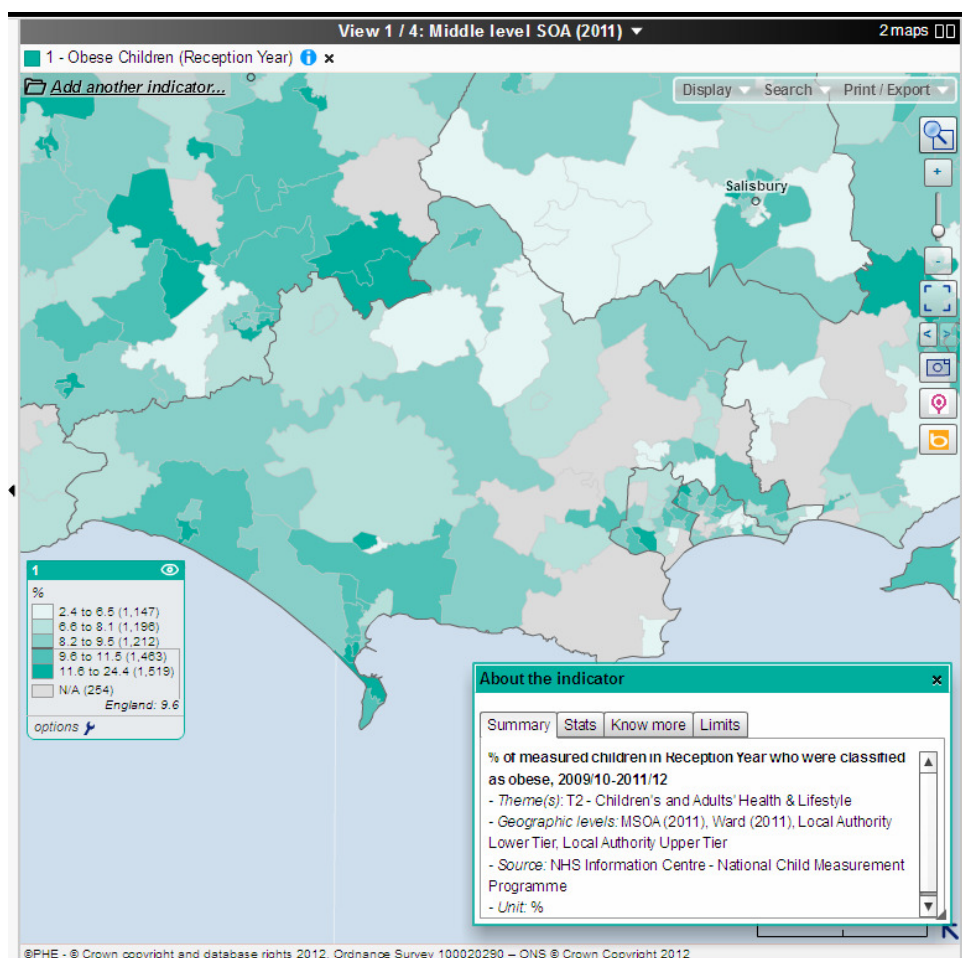 View 1 / 4: Middle level SOA (2011) ▼
2 maps
1 - Obese Children (Reception Year) i ×
Add another indicator...
Display Search Print / Export
+
Salisbury
-
< >
b
1
%
2.4 to 6.5 (1,147)
6.6 to 8.1 (1,196)
8.2 to 9.5 (1,212)
9.6 to 11.5 (1,463)
11.6 to 24.4 (1,519)
N/A (254)
England: 9.6
options
About the indicator ×
Summary Stats Know more Limits
% of measured children in Reception Year who were classified
as obese, 2009/10-2011/12
- Theme(s): T2 - Children's and Adults' Health & Lifestyle
- Geographic levels: MSOA (2011), Ward (2011), Local Authority
Lower Tier, Local Authority Upper Tier
- Source: NHS Information Centre - National Child Measurement
Programme
- Unit: %
©PHE - © Crown copyright and database rights 2012, Ordnance Survey 100020290 – ONS © Crown Copyright 2012